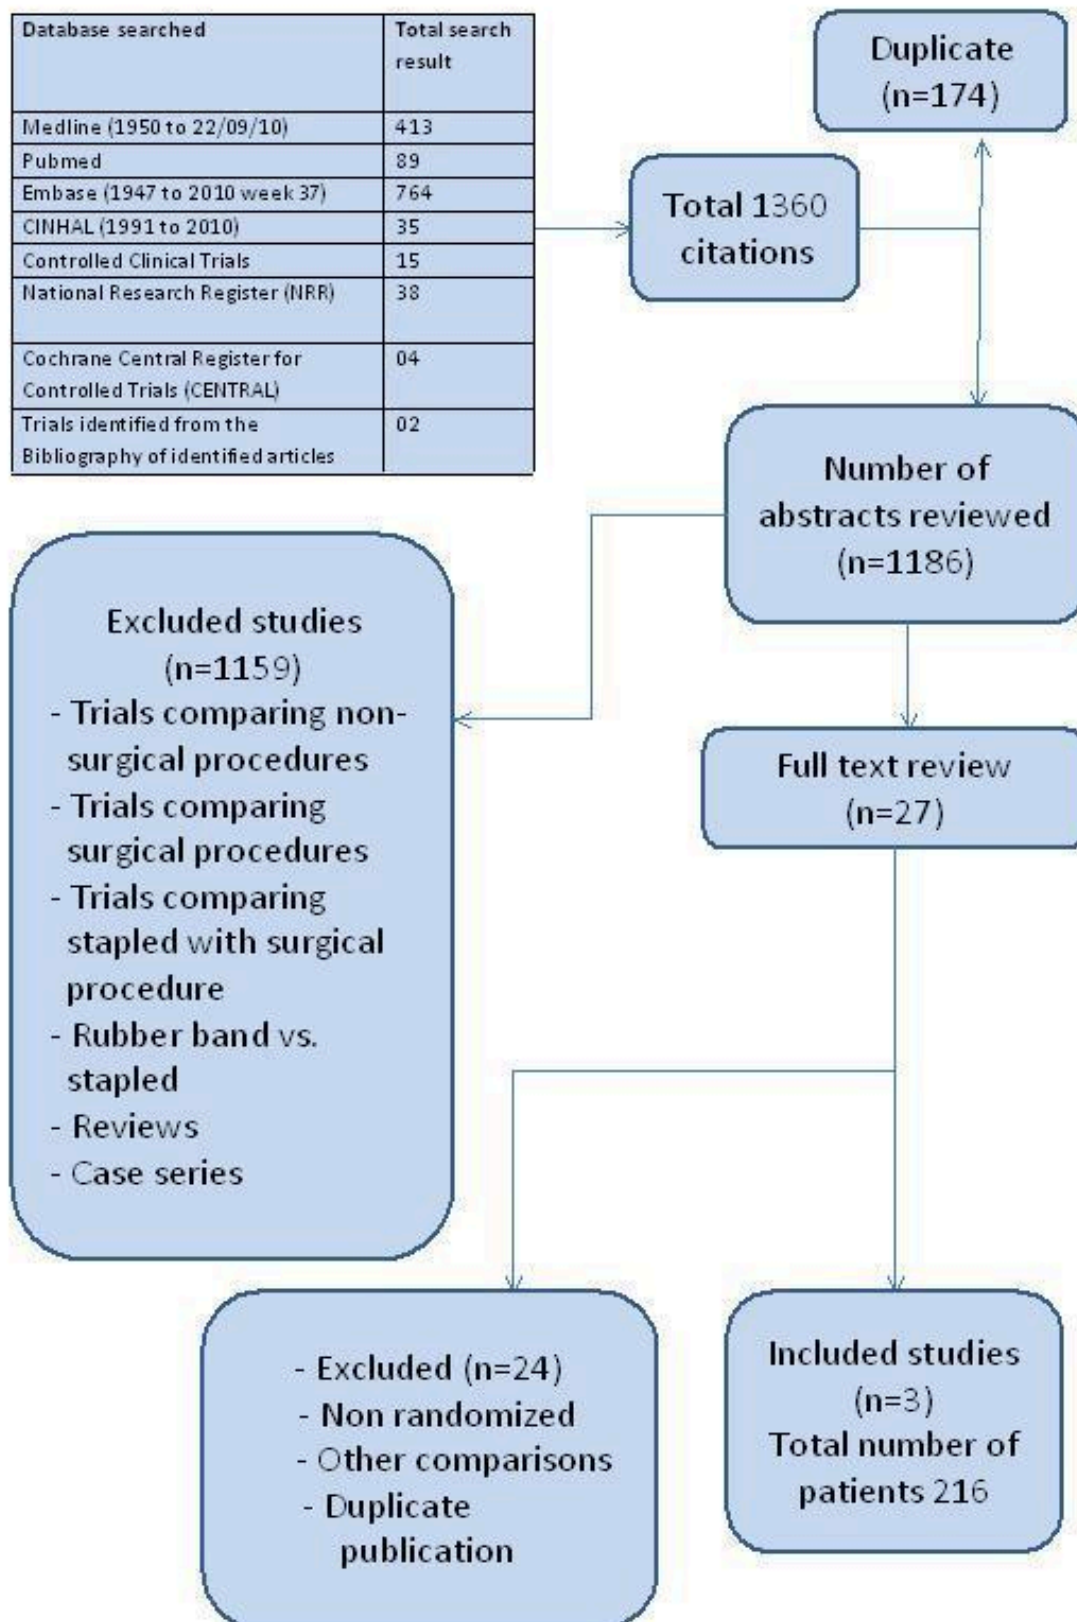 Database searched
Total search
result
Medline (1950 to 22/09/10)
413
Pubmed
89
Embase (1947 to 2010 week 37)
764
CINHAL (1991 to 2010)
35
Controlled Clinical Trials
15
National Research Register (NRR)
38
Cochrane Central Register for
Controlled Trials (CENTRAL)
04
Trials identified from the
Bibliography of identified articles
02
Duplicate
(n=174)
Total 1360
citations
Number of
abstracts reviewed
(n=1186)
Excluded studies
(n=1159)
- Trials comparing non-
surgical procedures
- Trials comparing
surgical procedures
- Trials comparing
stapled with surgical
procedure
- Rubber band vs.
stapled
- Reviews
- Case series
Full text review
(n=27)
- Excluded (n=24)
- Non randomized
- Other comparisons
- Duplicate
publication
Included studies
(n=3)
Total number of
patients 216